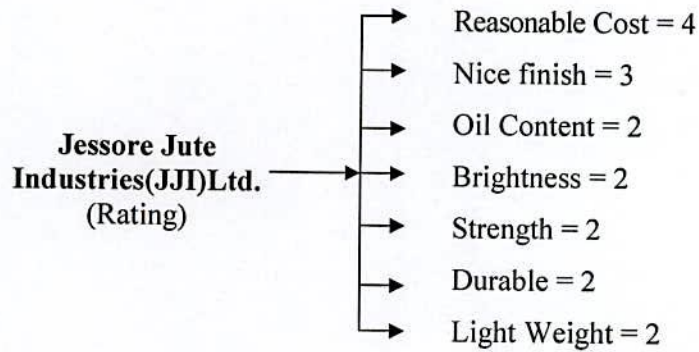 Jessore Jute
Industries(JJI)Ltd.
(Rating)
Reasonable Cost = 4
Nice finish = 3
Oil Content = 2
Brightness = 2
Strength = 2
Durable = 2
Light Weight = 2